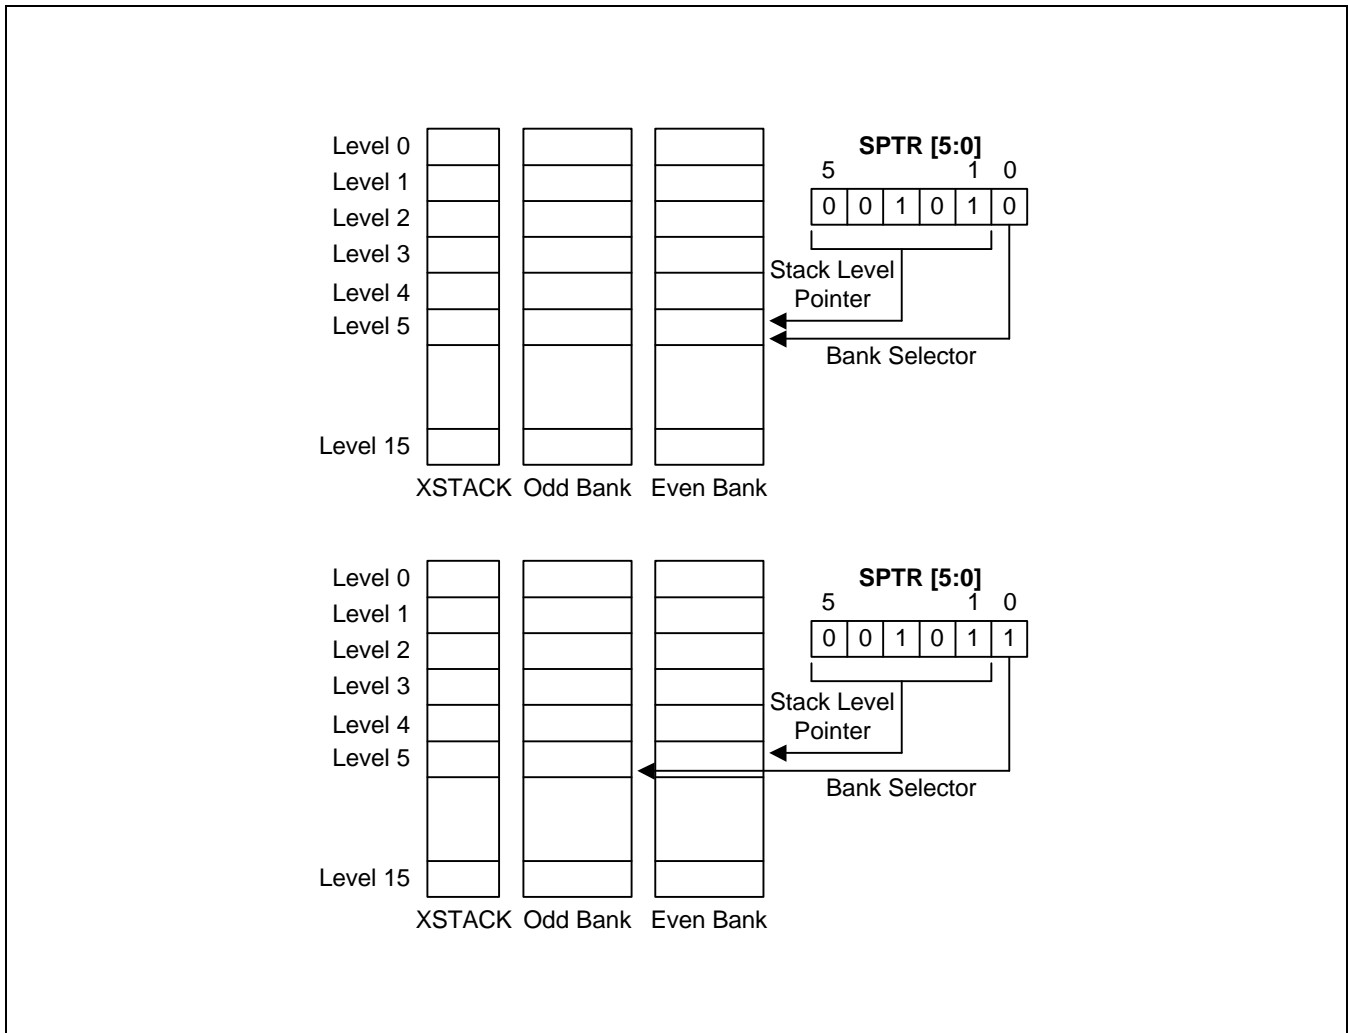 Level 0
SPTR [5:0]
5 1 0
Level 1
Level 2
0 0 1 0 1 0
Level 3
Stack Level
Level 4
Pointer
Level 5
Bank Selector
Level 15
XSTACK Odd Bank Even Bank
Level 0
SPTR [5:0]
5 1 0
Level 1
Level 2
0 0 1 0 1 1
Level 3
Stack Level
Level 4
Pointer
Level 5
Bank Selector
Level 15
XSTACK Odd Bank Even Bank